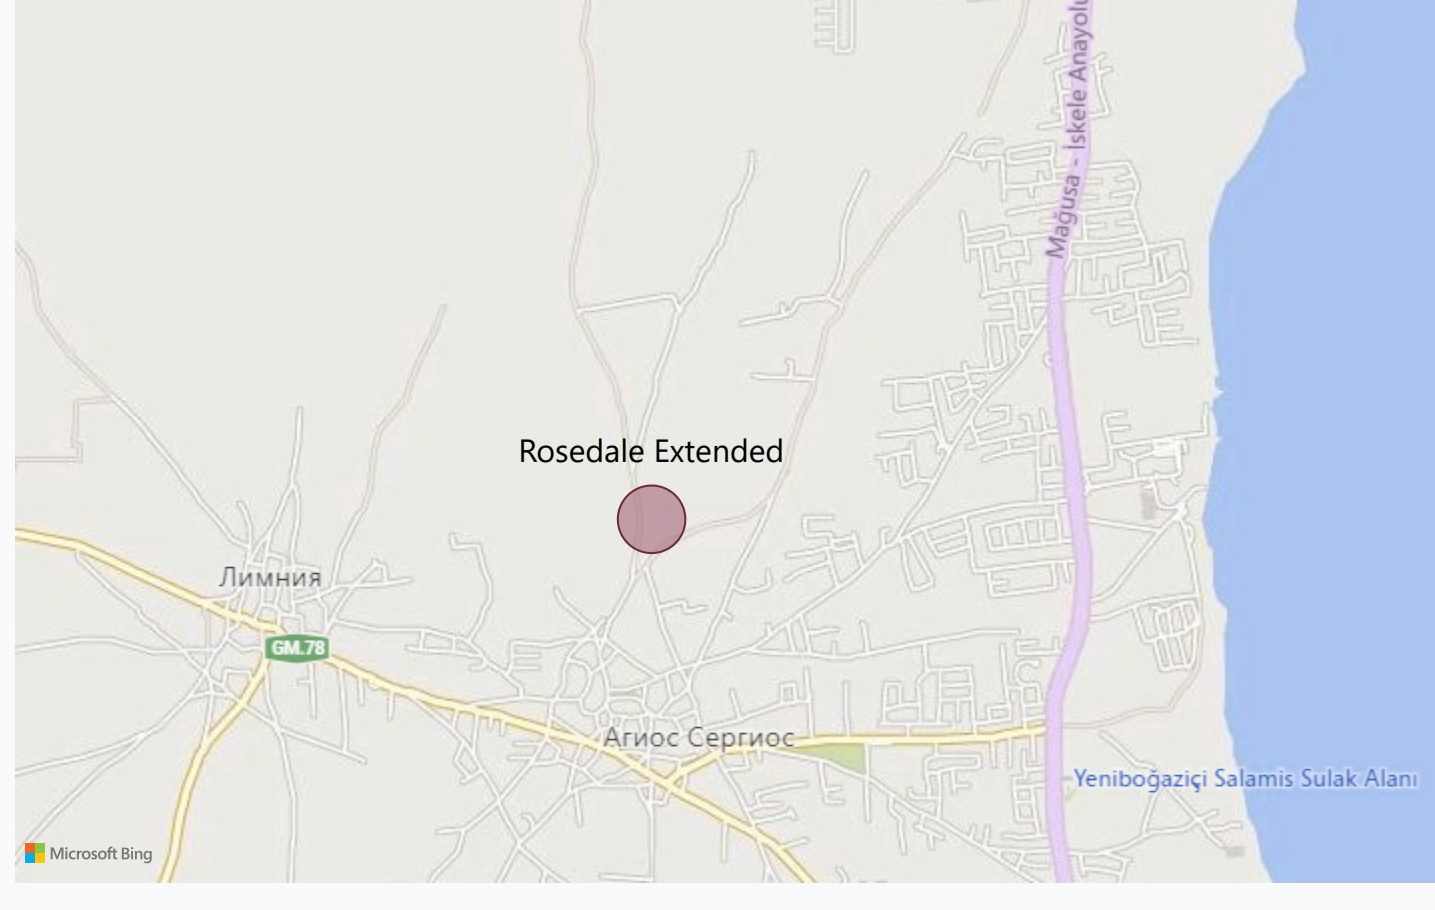 Mağusa - İskele Anayolu
Rosedale Extended
Лимния
GM.78
Агиос Сергиос
Yeniboğaziçi Salamis Sulak Alanı
Microsoft Bing